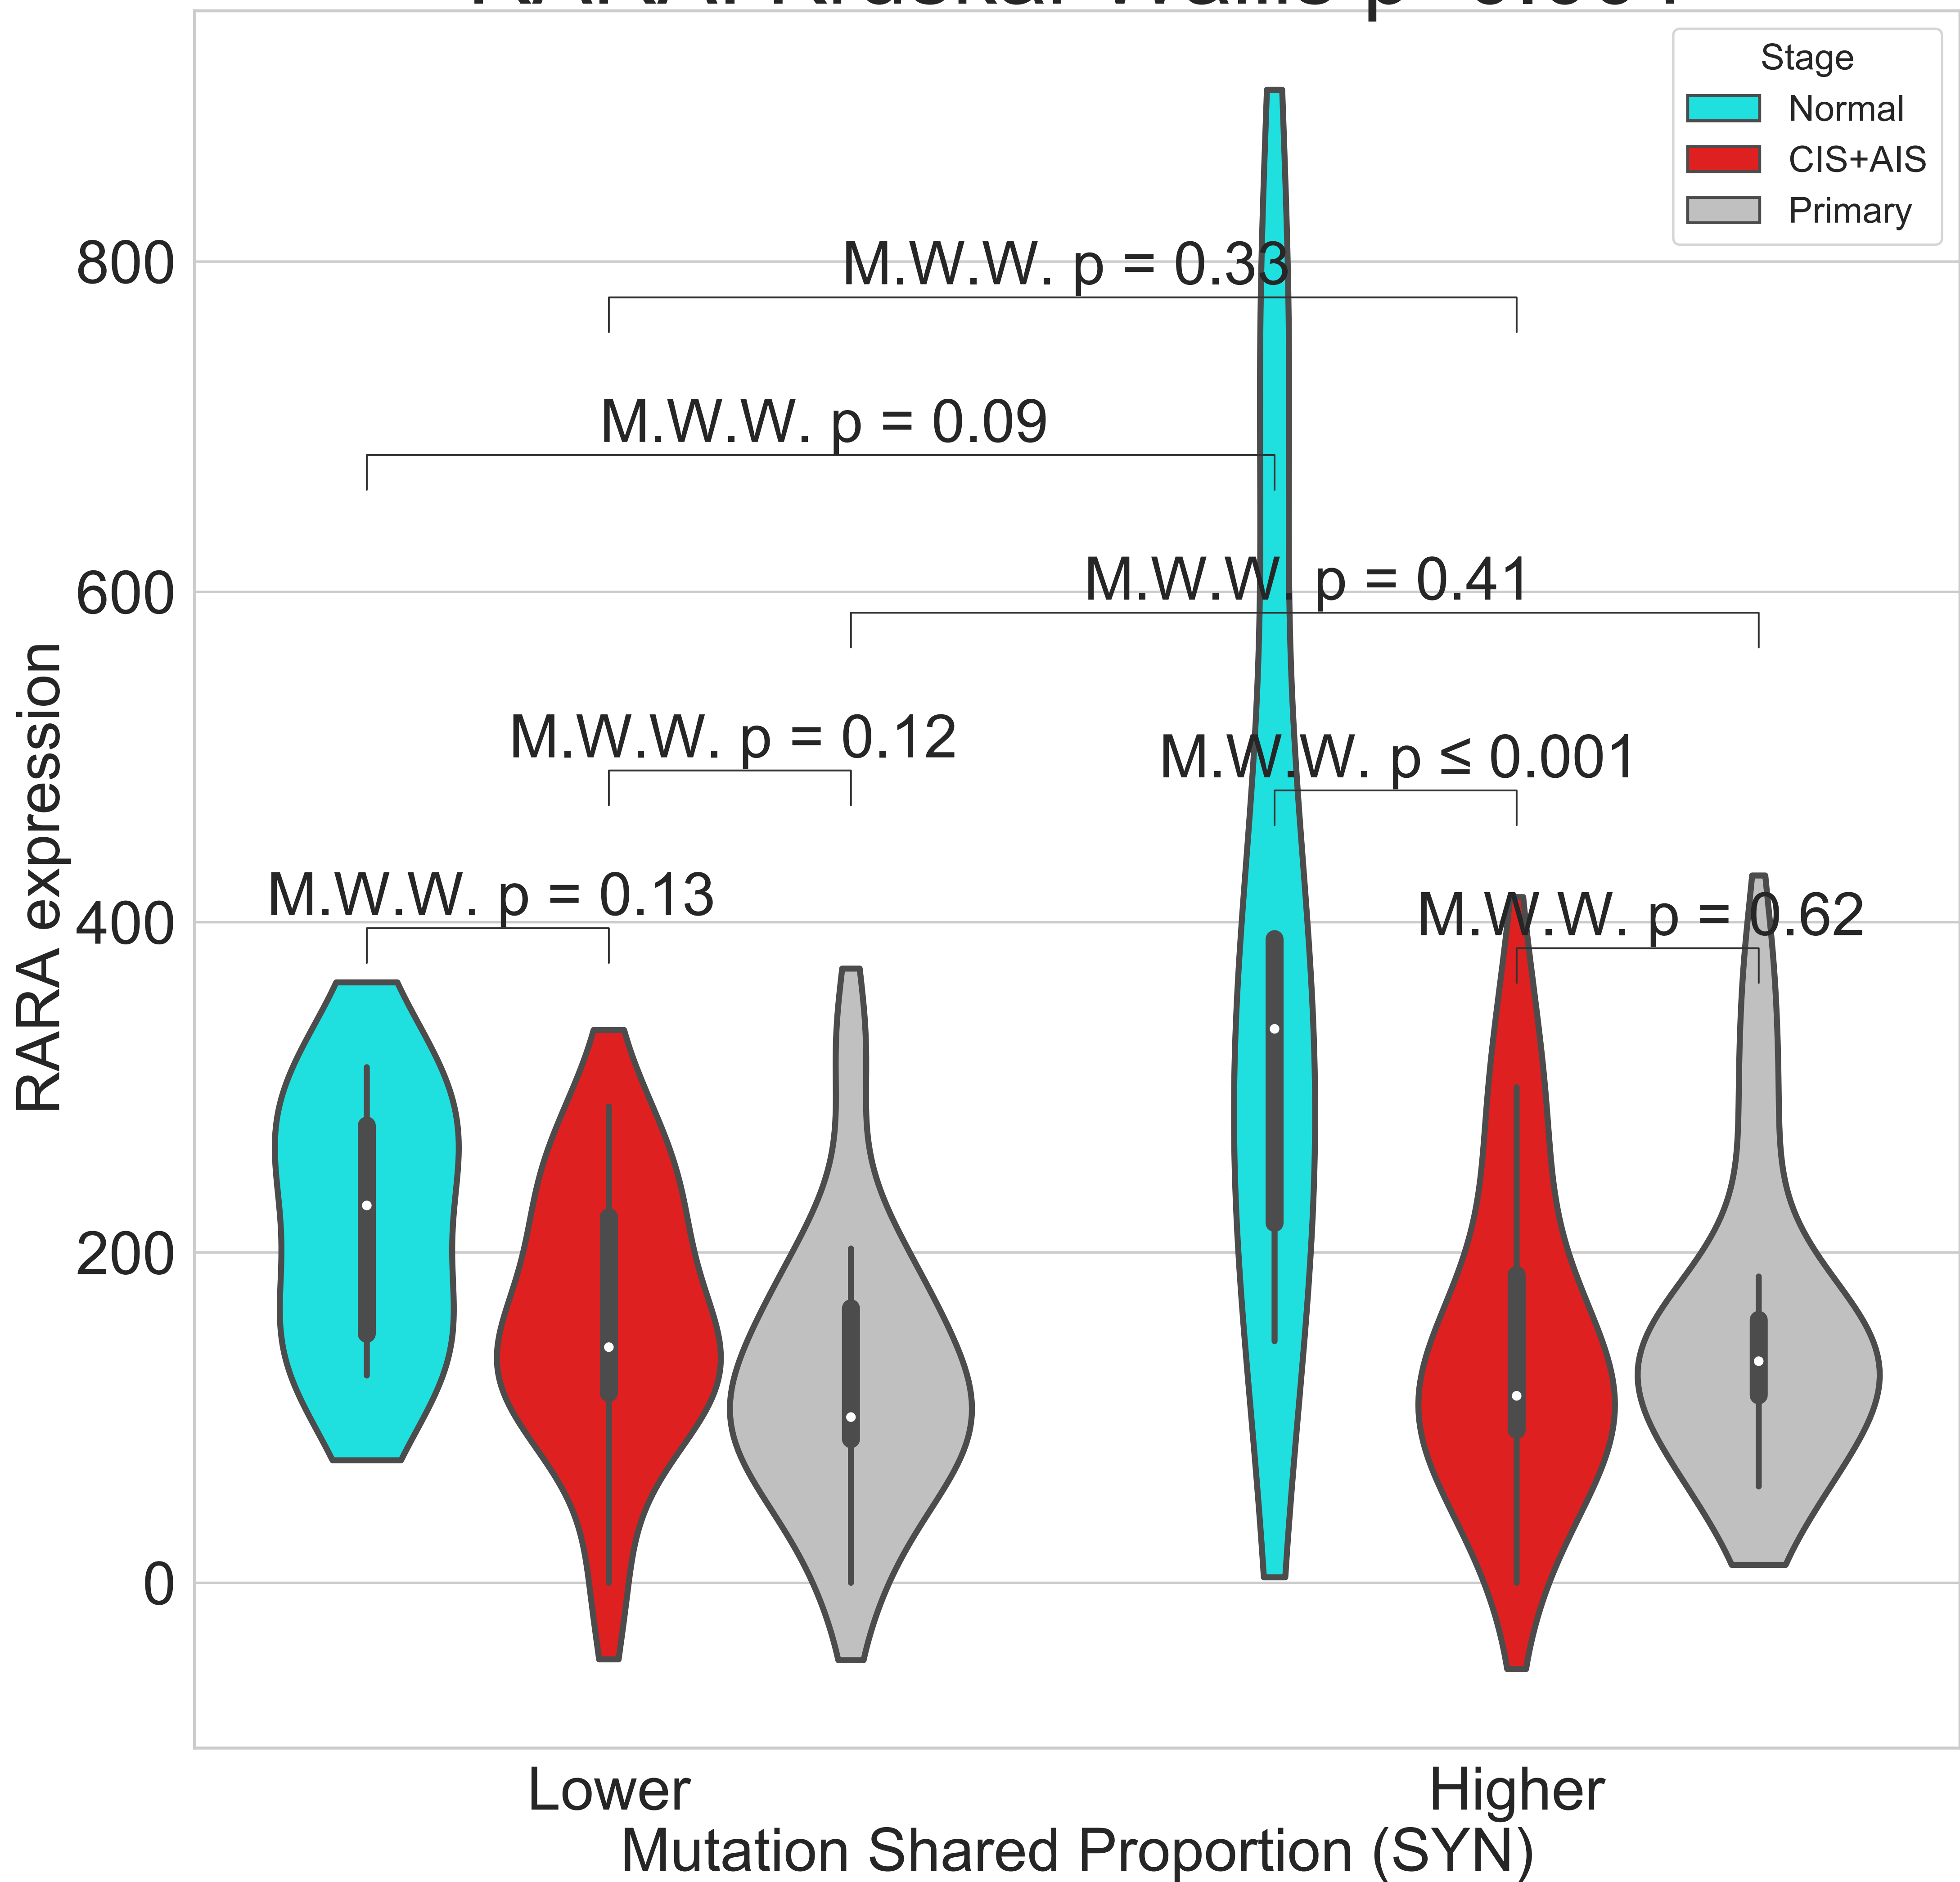 Stage
Normal
CIS+AIS
Primary
M.W.W. p = 0.33
M.W.W. p = 0.09
M.W.W. p = 0.41
M.W.W. p = 0.12
M.W.W. p ≤ 0.001
M.W.W. p = 0.13
M.W.W. p = 0.62
800
600
400
200
0
RARA expression
Lower
Higher
Mutation Shared Proportion (SYN)